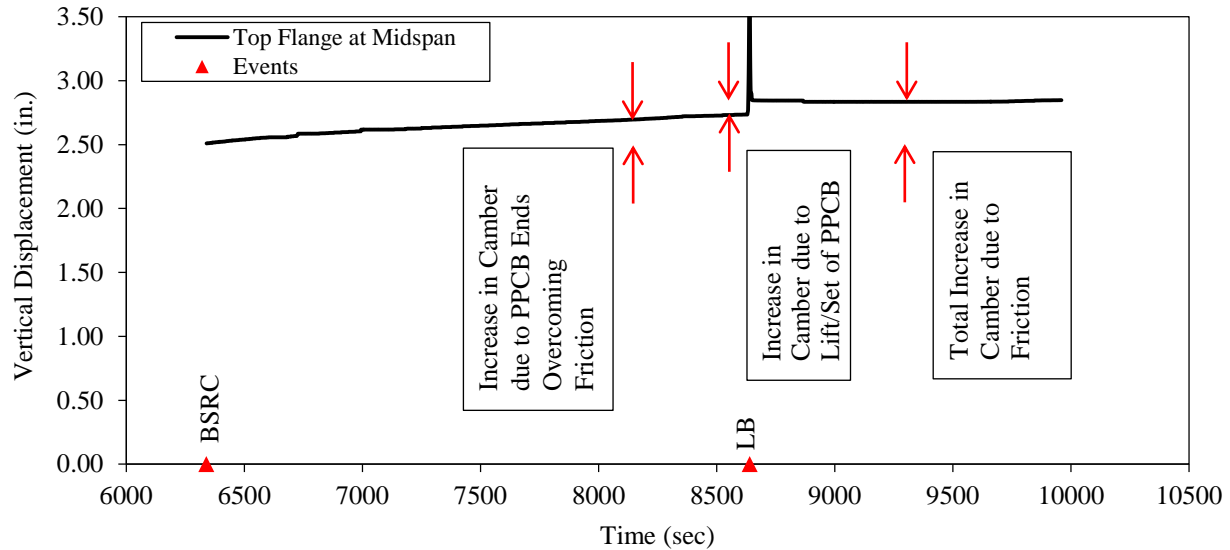 3.50
3.00
2.50
2.00
1.50
1.00
0.50
0.00
Vertical Displacement (in.)
Top Flange at Midspan
Events
Increase in Camber
due to PPCB Ends
Overcoming
Friction
Increase in
Camber due to
Lift/Set of PPCB
Total Increase in
Camber due to
Friction
BSRC
LB
6000 6500 7000 7500 8000 8500 9000 9500 10000 10500
Time (sec)